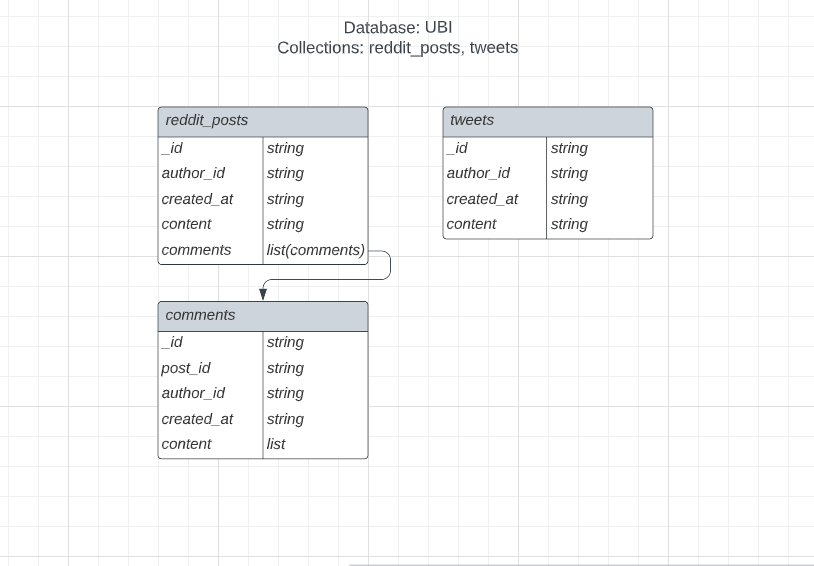 Database: UBI
Collections: reddit_posts, tweets
reddit_posts
_id string
author_id string
created_at string
content string
comments list(comments)
tweets
_id string
author_id string
created_at string
content string
comments
_id string
post_id string
author_id string
created_at string
content list